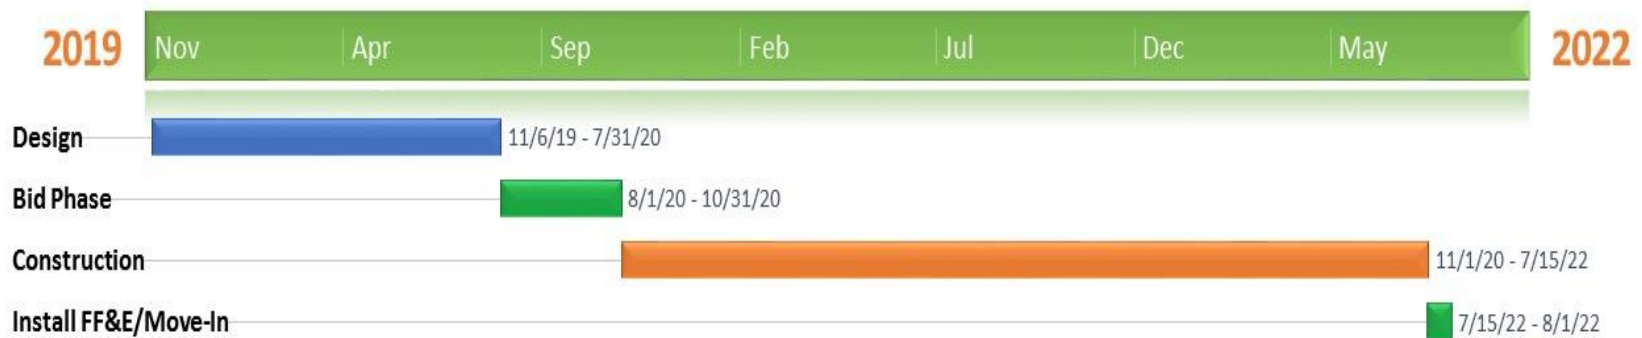 2019 Nov Apr Sep Feb Jul Dec May 2022
Design 11/6/19 - 7/31/20
Bid Phase 8/1/20 - 10/31/20
Construction 11/1/20 - 7/15/22
Install FF&E/Move-In 7/15/22 - 8/1/22